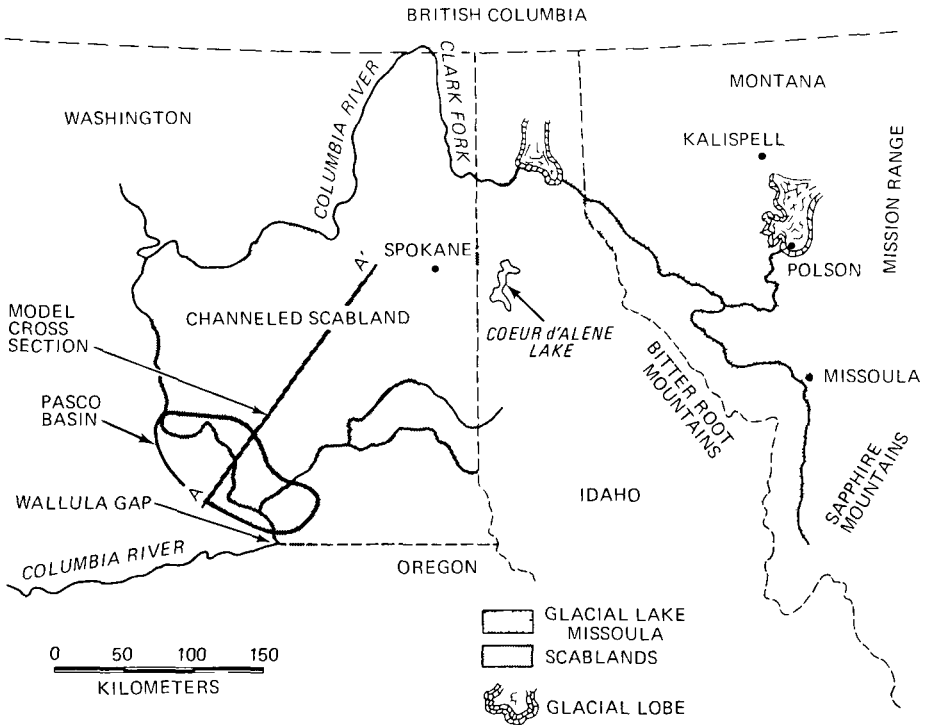 BRITISH COLUMBIA
WASHINGTON
COLUMBIA RIVER
CLARK FORK
MONTANA
KALISPELL
MISSION RANGE
POLSON
A'
SPOKANE
CHANNELED SCABLAND
COEUR d'ALENE
LAKE
MODEL
CROSS
SECTION
PASCO
BASIN
A
WALLULA GAP
COLUMBIA RIVER
BITTER ROOT
MOUNTAINS
MISSOULA
SAPPHIRE
MOUNTAINS
IDAHO
OREGON
0 50 100 150
KILOMETERS
GLACIAL LAKE
MISSOULA
SCABLANDS
GLACIAL LOBE